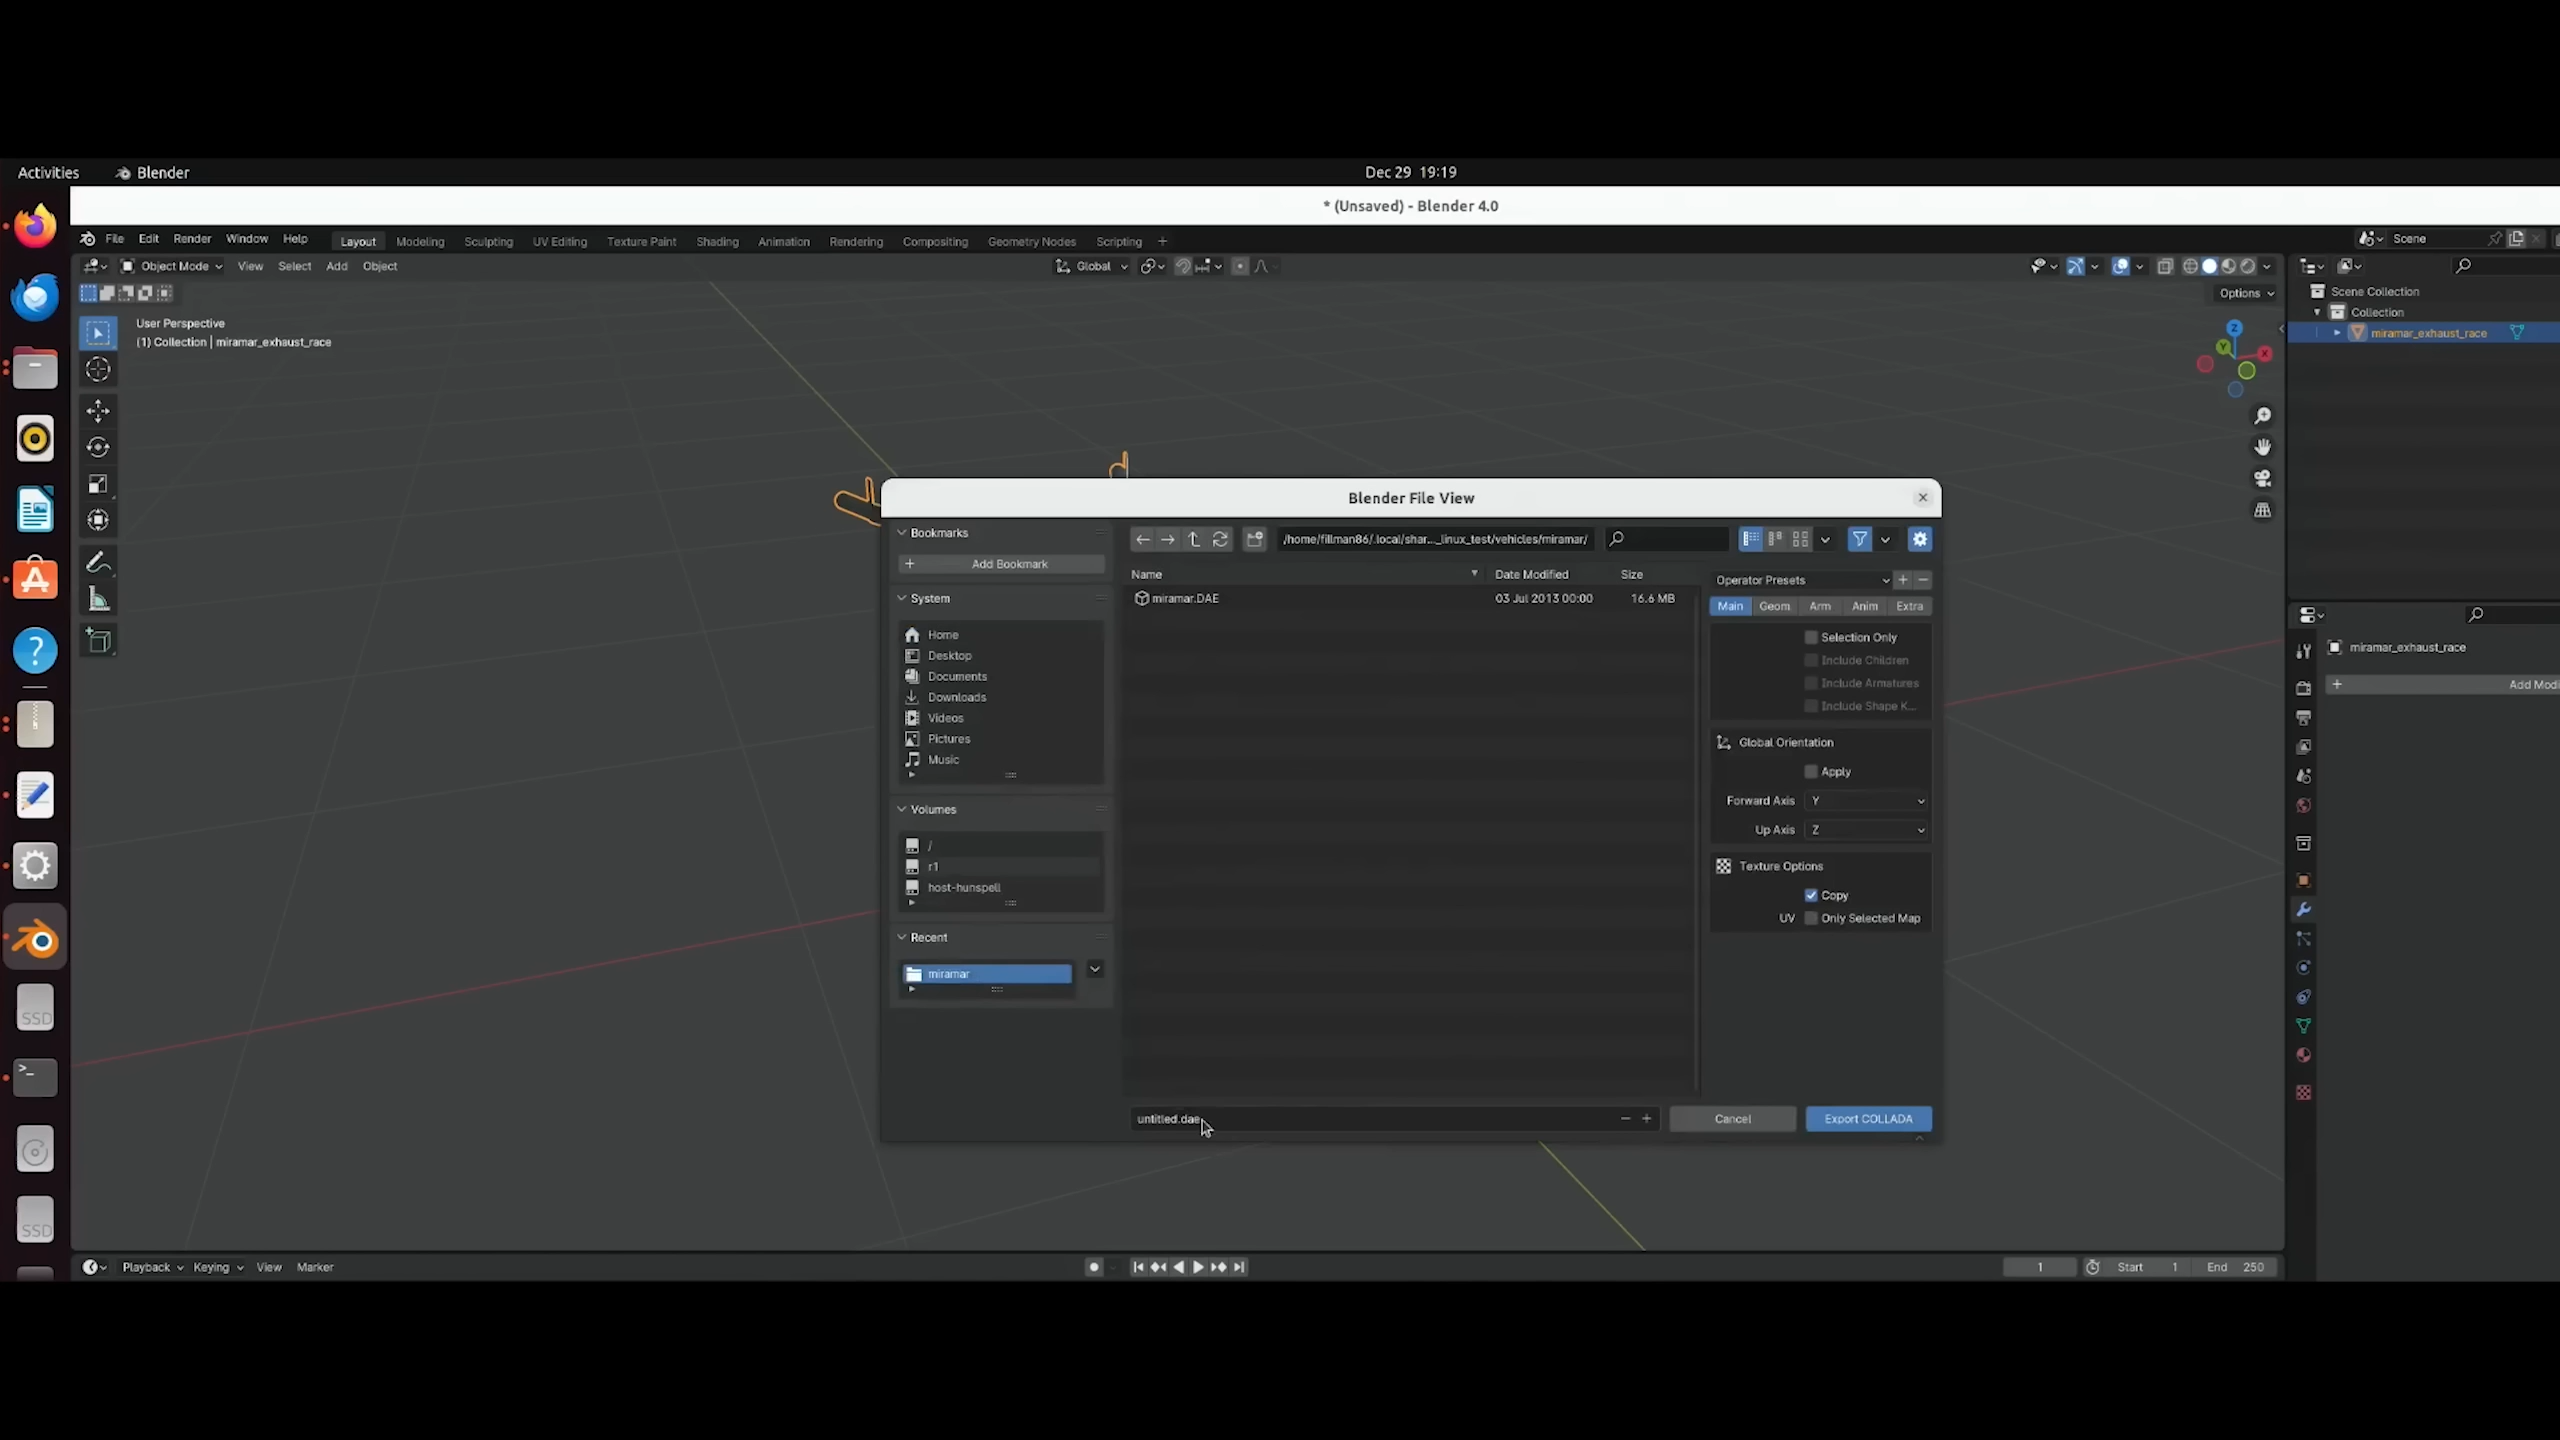 Activities Blender Dec 29 19:19
* (Unsaved) - Blender 4.0
File Edit Render Window Help Layout Modeling Sculpting UV Editing Texture Paint Shading Animation Rendering Compositing Geometry Nodes Scripting + Scene
Object Mode View Select Add Object Global
Options
User Perspective
(1) Collection | miramar_exhaust_race
Z
Y
X
Scene Collection
Collection
miramar_exhaust_race
miramar_exhaust_race
Add Modi
Blender File View
Bookmarks
Add Bookmark
System
Home
Desktop
Documents
Downloads
Videos
Pictures
Music
Volumes
/
r1
host-hunspell
Recent
miramar
/home/fillman86/.local/shar..._linux_test/vehicles/miramar/
Name Date Modified Size
miramar.DAE 03 Jul 2013 00:00 16.6 MB
Operator Presets
Main Geom Arm Anim Extra
Selection Only
Include Children
Include Armatures
Include Shape K...
Global Orientation
Apply
Forward Axis Y
Up Axis Z
Texture Options
Copy
UV Only Selected Map
untitled.dae
Cancel Export COLLADA
SSD
SSD
Playback Keying View Marker 1 Start 1 End 250